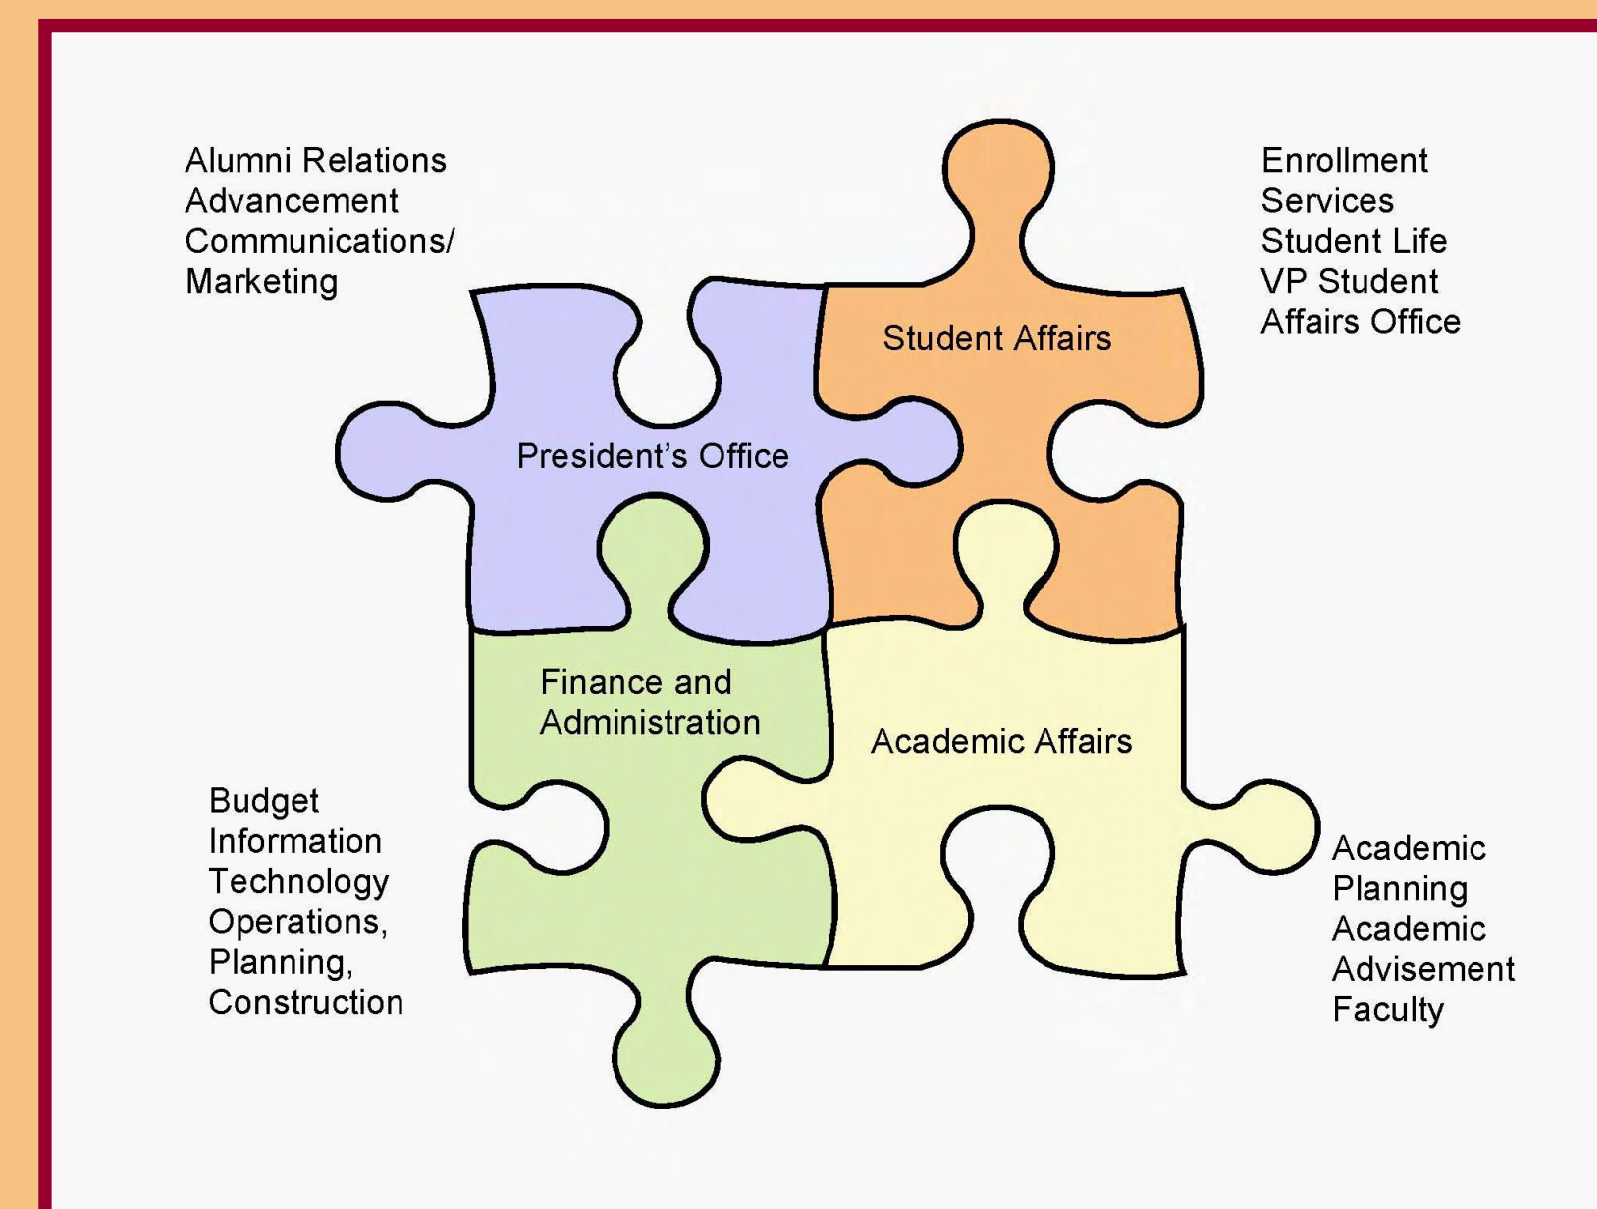 Alumni Relations
Advancement
Communications/
Marketing
Enrollment
Services
Student Life
VP Student
Affairs Office
Student Affairs
President's Office
Finance and
Administration
Academic Affairs
Budget
Information
Technology
Operations,
Planning,
Construction
Academic
Planning
Academic
Advisement
Faculty